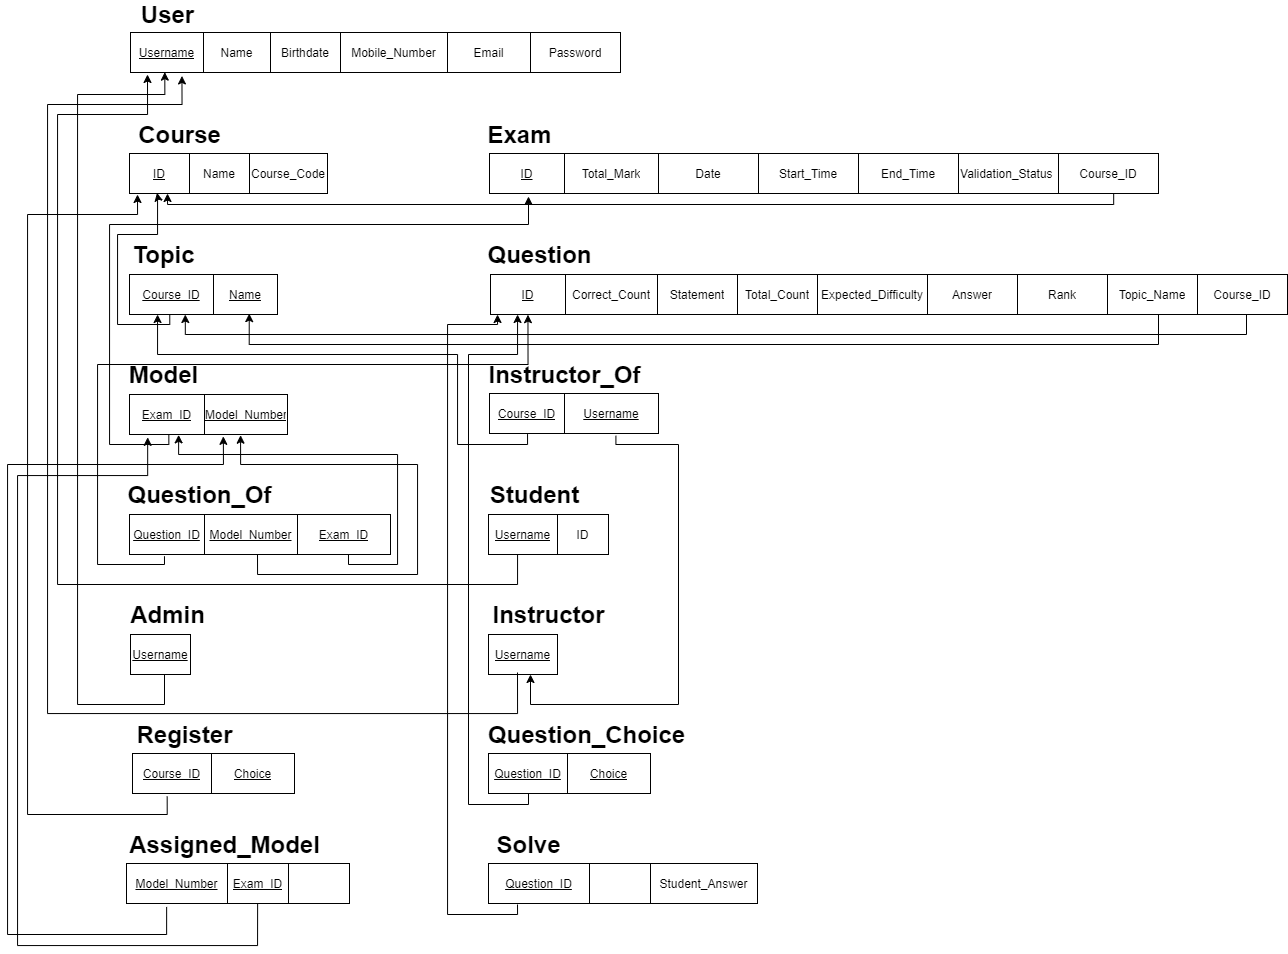 User
Username Name Birthdate Mobile_Number Email Password
Course
ID Name Course_Code
Exam
ID Total_Mark Date Start_Time End_Time Validation_Status Course_ID
Topic
Course_ID Name
Question
ID Correct_Count Statement Total_Count Expected_Difficulty Answer Rank Topic_Name Course_ID
Model
Exam_ID Model_Number
Instructor_Of
Course_ID Username
Question_Of
Question_ID Model_Number Exam_ID
Student
Username ID
Admin
Username
Instructor
Username
Register
Course_ID Choice
Question_Choice
Question_ID Choice
Assigned_Model
Model_Number Exam_ID
Solve
Question_ID Student_Answer